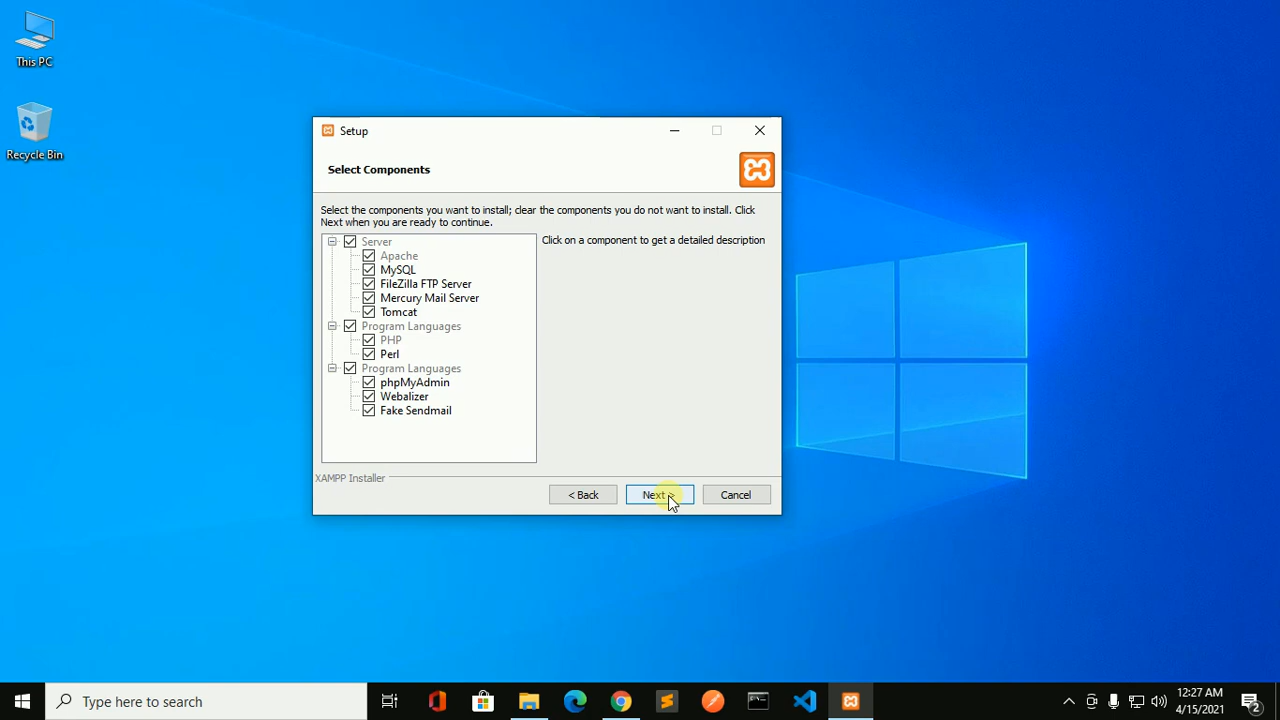 This PC
Recycle Bin
Setup
Select Components
Select the components you want to install; clear the components you do not want to install. Click
Next when you are ready to continue.
Server
Apache
MySQL
FileZilla FTP Server
Mercury Mail Server
Tomcat
Program Languages
PHP
Perl
Program Languages
phpMyAdmin
Webalizer
Fake Sendmail
Click on a component to get a detailed description
XAMPP Installer
< Back
Next >
Cancel
Type here to search
12:27 AM
4/15/2021
2